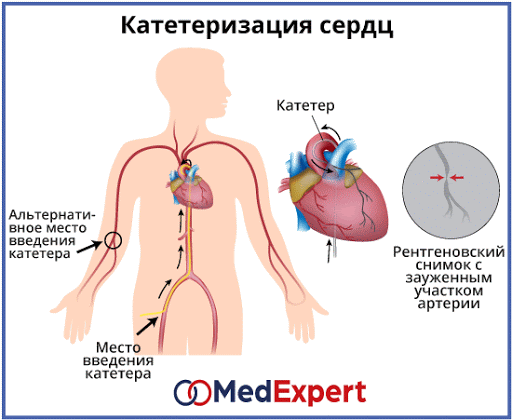 Катетеризация сердц
Катетер
Альтернати-
вное место
введения
катетера
Рентгеновский
снимок с
зауженным
участком
артерии
Место
введения
катетера
MedExpert